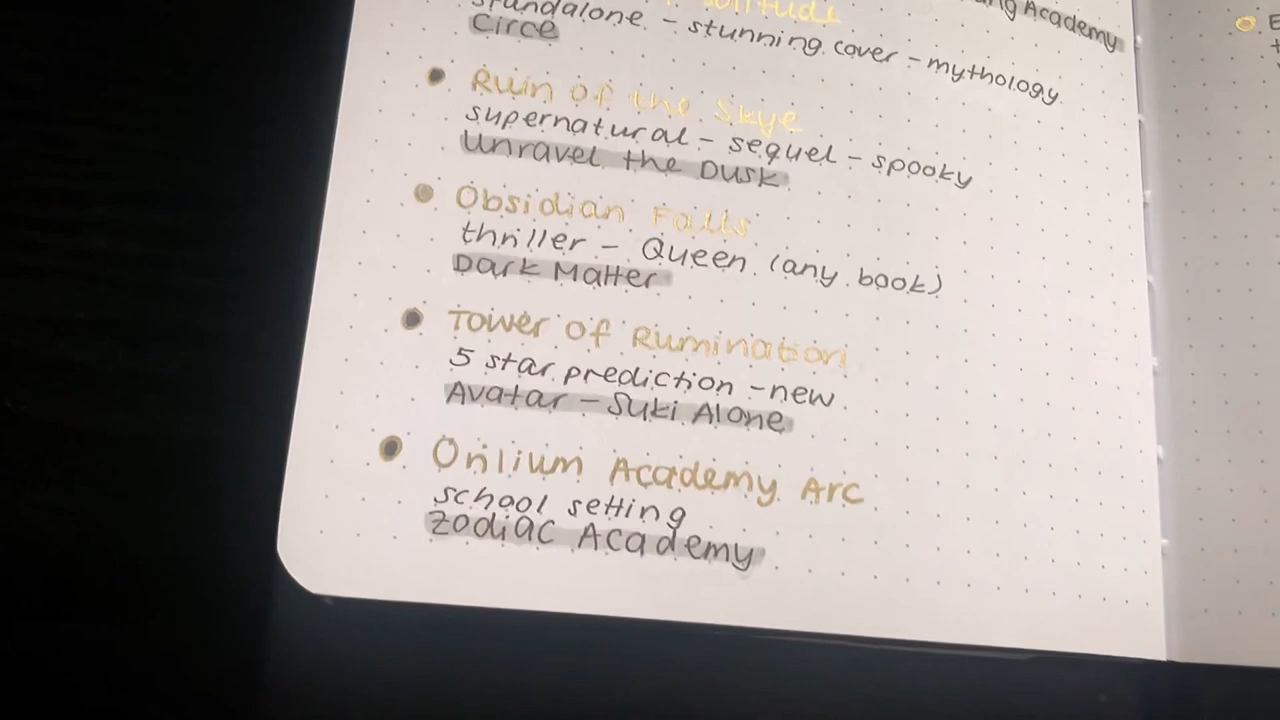 Academy
standalone - stunning cover - mythology
Circe
Ruin of the Skye
supernatural - sequel - spooky
Unravel the Dusk
Obsidian Falls
thriller - Queen (any book)
Dark Matter
Tower of Rumination
5 star prediction - new
Avatar - Suki Alone
Orilium Academy Arc
school setting
Zodiac Academy